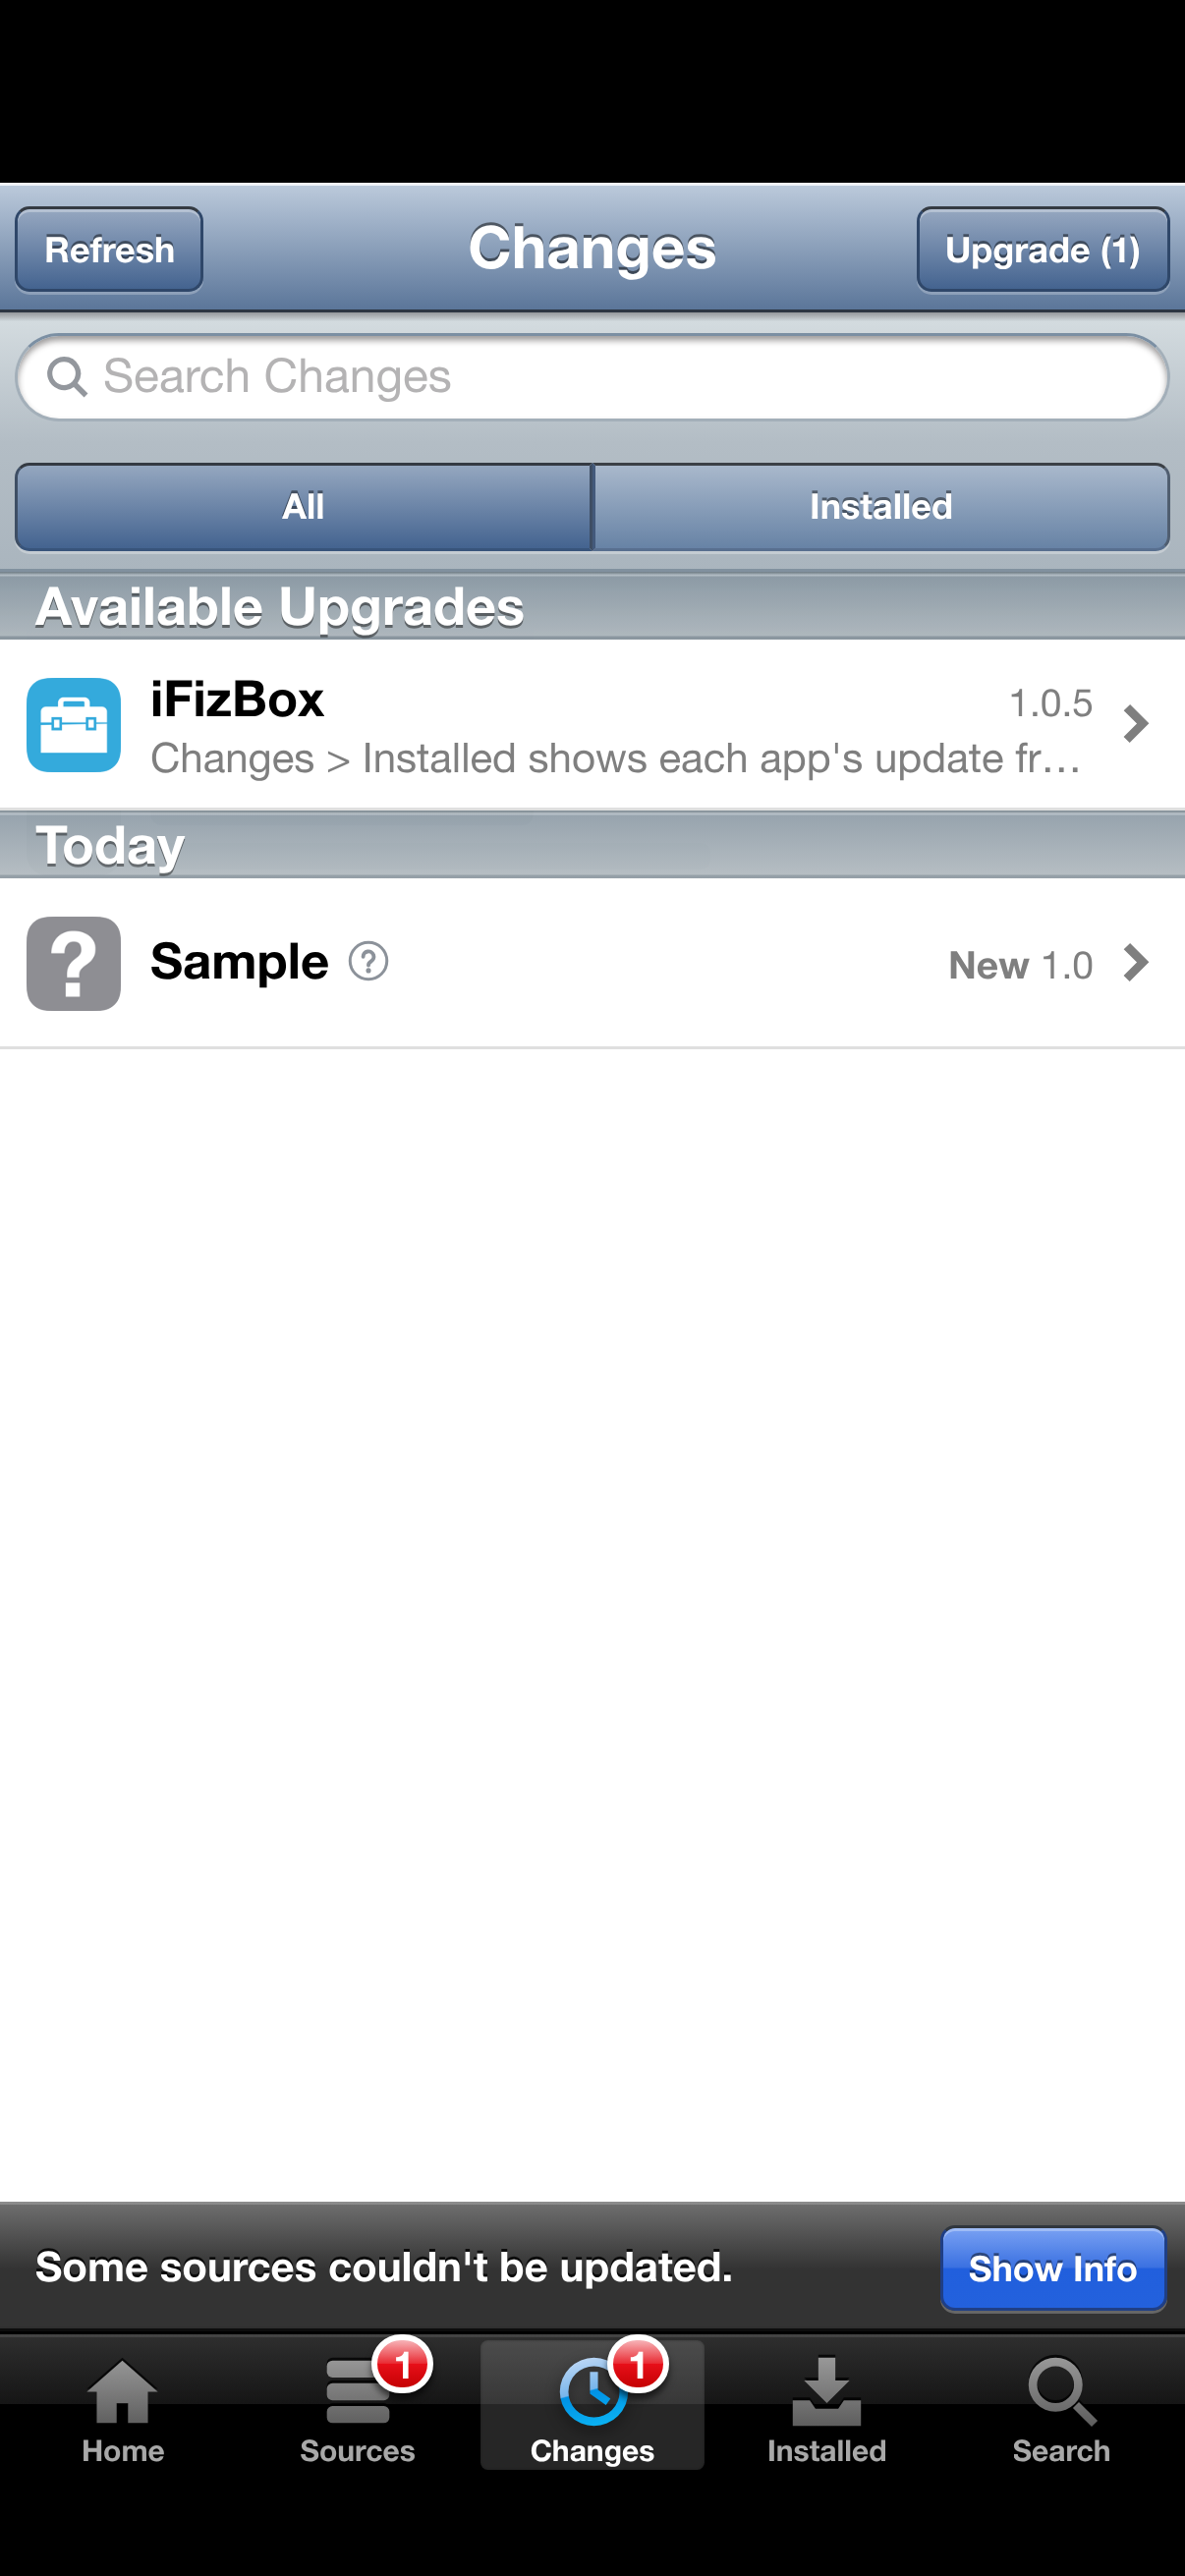 Refresh
Changes
Upgrade (1)
Search Changes
All
Installed
Available Upgrades
iFizBox
1.0.5
Changes > Installed shows each app's update fr...
Today
?
Sample ?
New 1.0
Some sources couldn't be updated.
Show Info
1
1
Home
Sources
Changes
Installed
Search